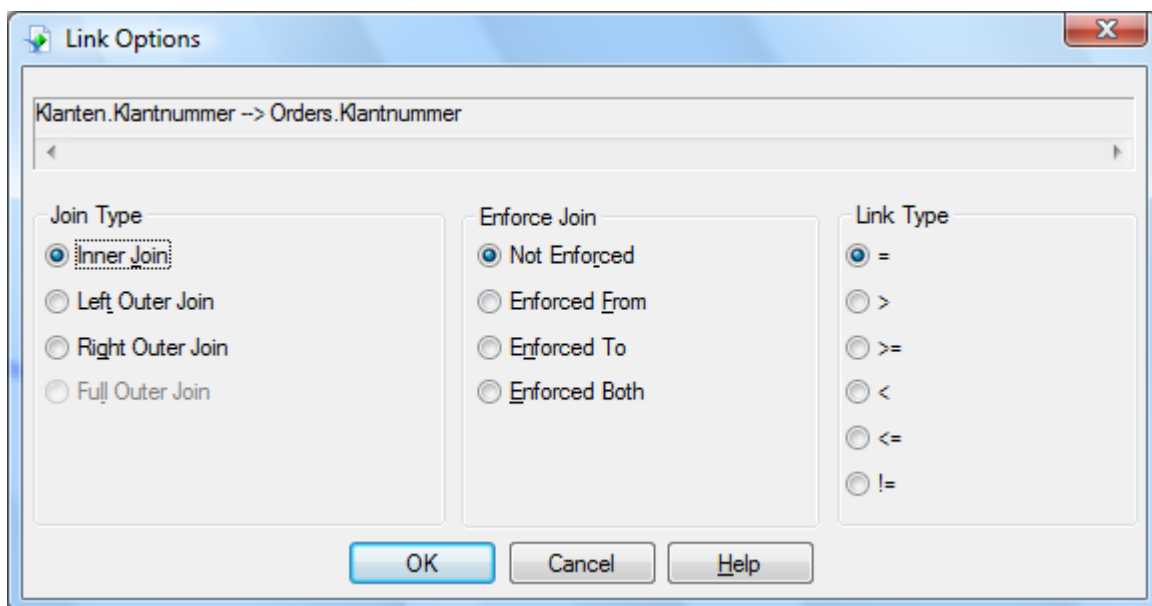 Link Options
Klanten.Klantnummer --> Orders.Klantnummer
Join Type
Inner Join
Left Outer Join
Right Outer Join
Full Outer Join
Enforce Join
Not Enforced
Enforced From
Enforced To
Enforced Both
Link Type
=
>
>=
<
<=
!=
OK Cancel Help